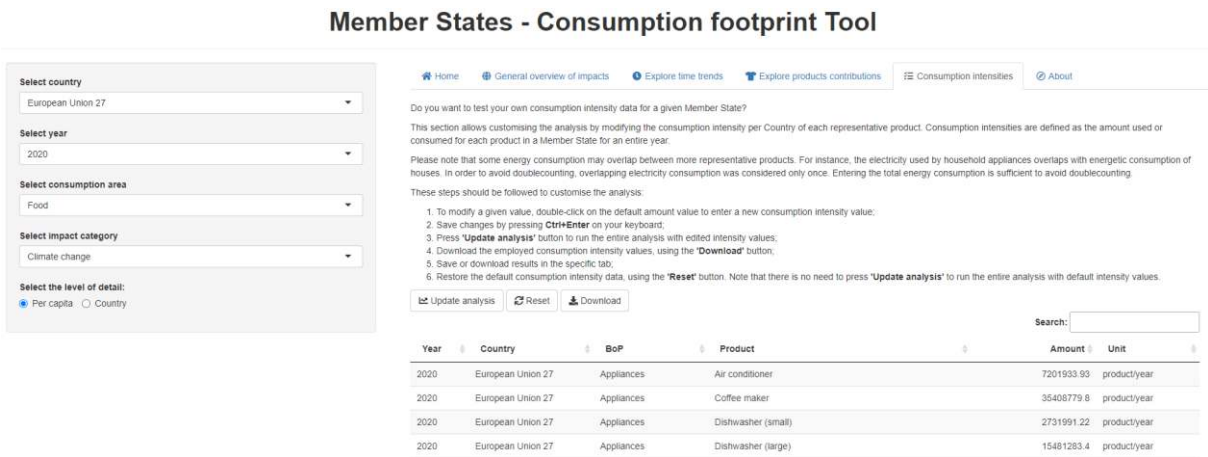 Member States - Consumption footprint Tool
Select country
European Union 27
Select year
2020
Select consumption area
Food
Select impact category
Climate change
Select the level of detail:
Per capita Country
Home General overview of impacts Explore time trends Explore products contributions Consumption intensities About
Do you want to test your own consumption intensity data for a given Member State?
This section allows customising the analysis by modifying the consumption intensity per Country of each representative product. Consumption intensities are defined as the amount used or
consumed for each product in a Member State for an entire year.
Please note that some energy consumption may overlap between more representative products. For instance, the electricity used by household appliances overlaps with energetic consumption of
houses. In order to avoid doublecounting, overlapping electricity consumption was considered only once. Entering the total energy consumption is sufficient to avoid doublecounting.
These steps should be followed to customise the analysis:
1. To modify a given value, double-click on the default amount value to enter a new consumption intensity value;
2. Save changes by pressing Ctrl+Enter on your keyboard;
3. Press 'Update analysis' button to run the entire analysis with edited intensity values;
4. Download the employed consumption intensity values, using the 'Download' button;
5. Save or download results in the specific tab;
6. Restore the default consumption intensity data, using the 'Reset' button. Note that there is no need to press 'Update analysis' to run the entire analysis with default intensity values.
Update analysis Reset Download
Search:
Year Country BoP Product Amount Unit
2020 European Union 27 Appliances Air conditioner 7201933.93 product/year
2020 European Union 27 Appliances Coffee maker 35408779.8 product/year
2020 European Union 27 Appliances Dishwasher (small) 2731991.22 product/year
2020 European Union 27 Appliances Dishwasher (large) 15481283.4 product/year